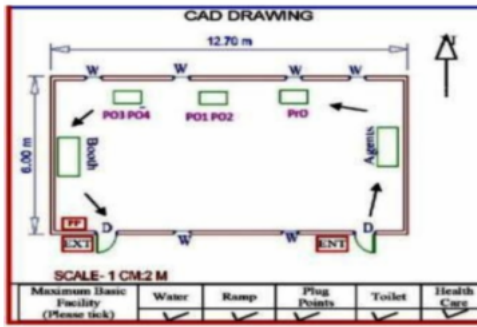 CAD DRAWING
12.70 m
N
W W W W
PO3 PO4 PO1 PO2 PrO
6.00 m
Booth
Agents
PP
D D
EXT W W ENT
SCALE- 1 CM:2 M
Maximum Basic Facility (Please tick) Water Ramp Plug Points Toilet Health Care